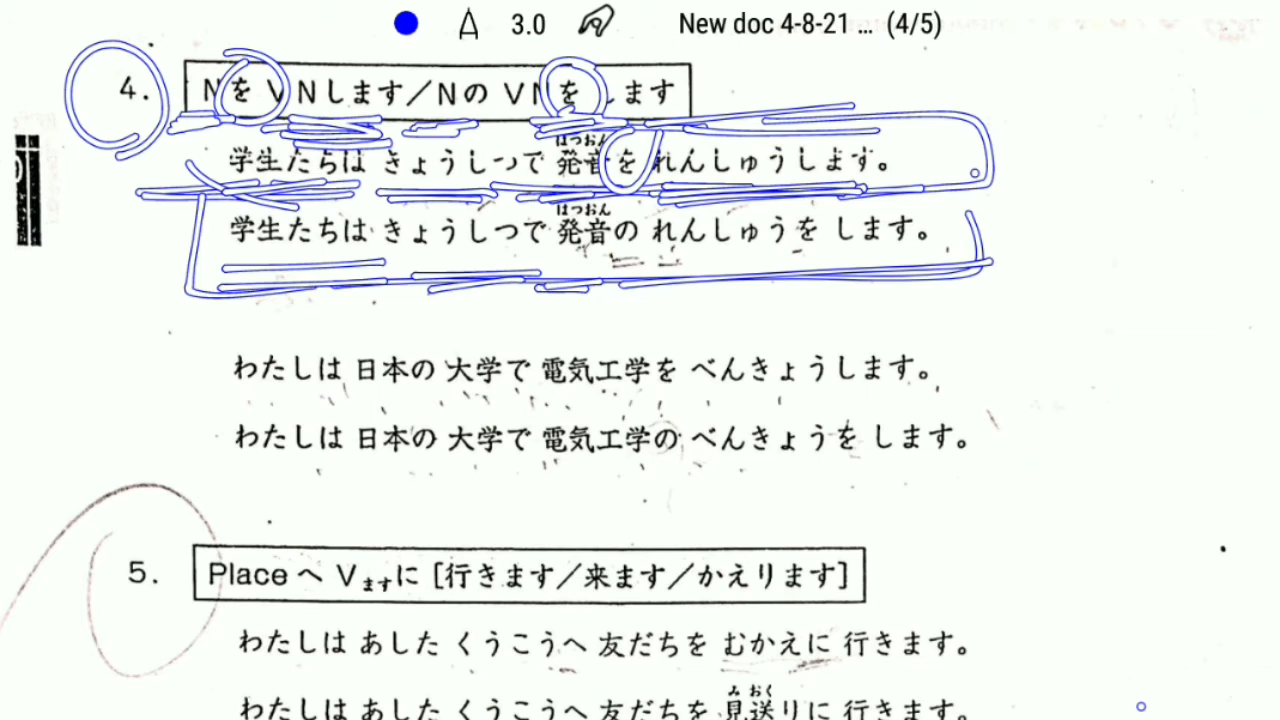 3.0 New doc 4-8-21 ... (4/5)
4. NをVNします/NのVNをします
はつおん
学生たちは きょうしつで 発音を れんしゅうします。
はつおん
学生たちは きょうしつで 発音の れんしゅうを します。
わたしは 日本の 大学で 電気工学を べんきょうします。
わたしは 日本の 大学で 電気工学の べんきょうを します。
5. Placeへ Vますに [行きます/来ます/かえります]
わたしは あした くうこうへ 友だちを むかえに 行きます。
み おく
わたしは あした くうこうへ 友だちを 見送りに 行きます。